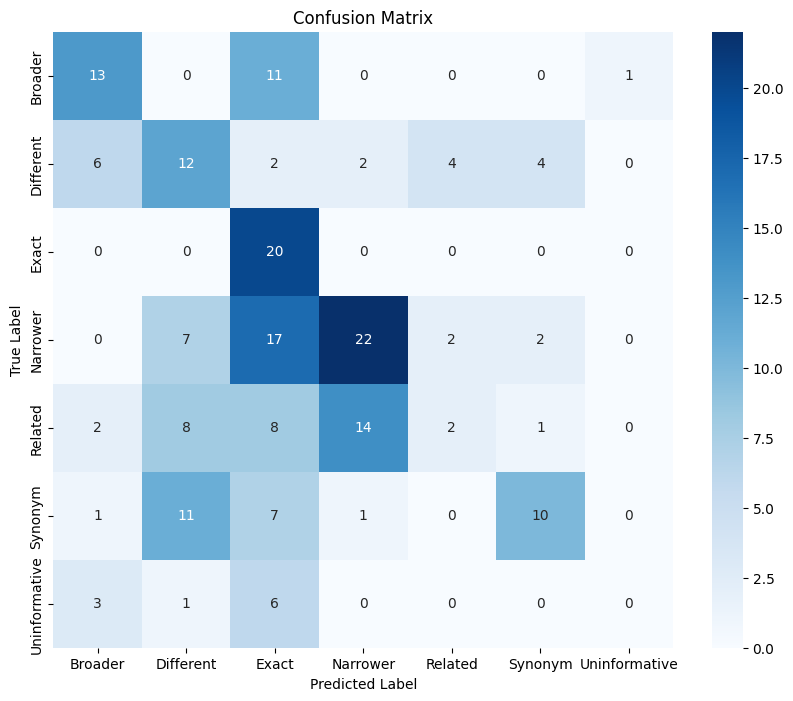 Confusion Matrix
True Label
Broader 13 0 11 0 0 0 1
Different 6 12 2 2 4 4 0
Exact 0 0 20 0 0 0 0
Narrower 0 7 17 22 2 2 0
Related 2 8 8 14 2 1 0
Synonym 1 11 7 1 0 10 0
Uninformative 3 1 6 0 0 0 0
Broader Different Exact Narrower Related Synonym Uninformative
Predicted Label
20.0
17.5
15.0
12.5
10.0
7.5
5.0
2.5
0.0